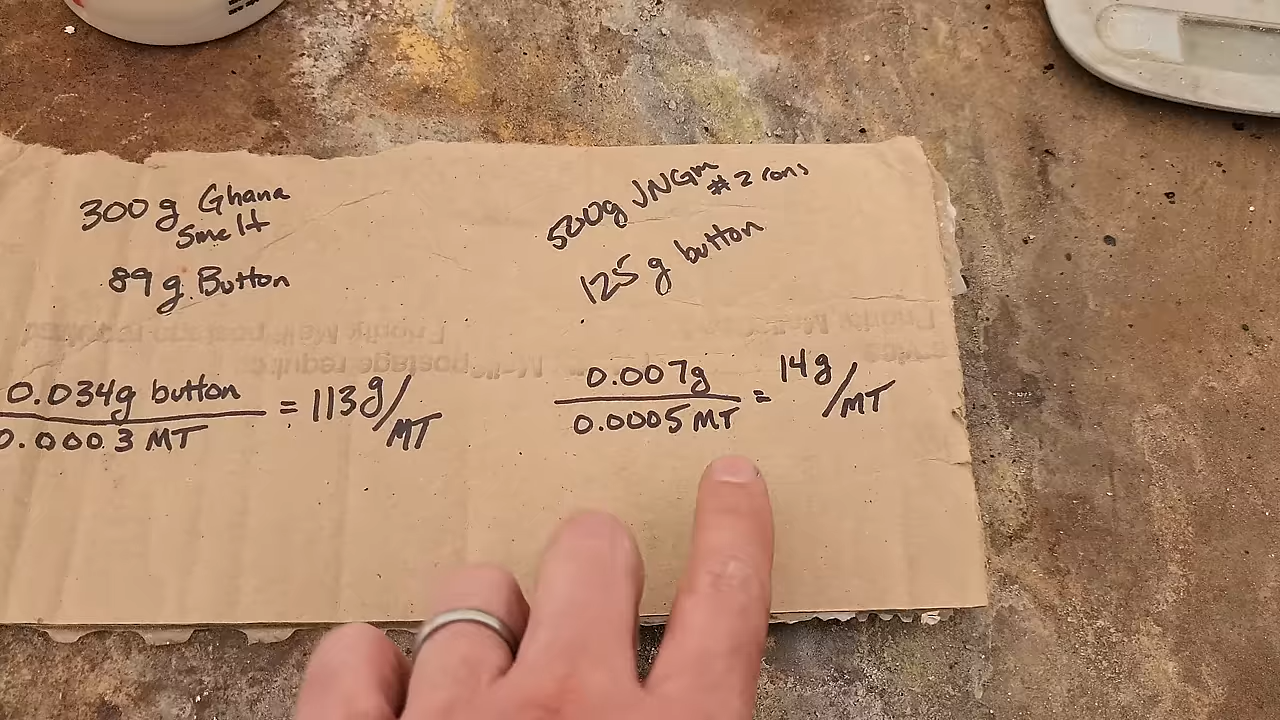 300g Ghana
Smelt
89g Button
0.034g button
0.0003 MT
= 113g/MT
500g JNGM
#2 cons
125g button
0.007g
0.0005 MT
= 14g/MT